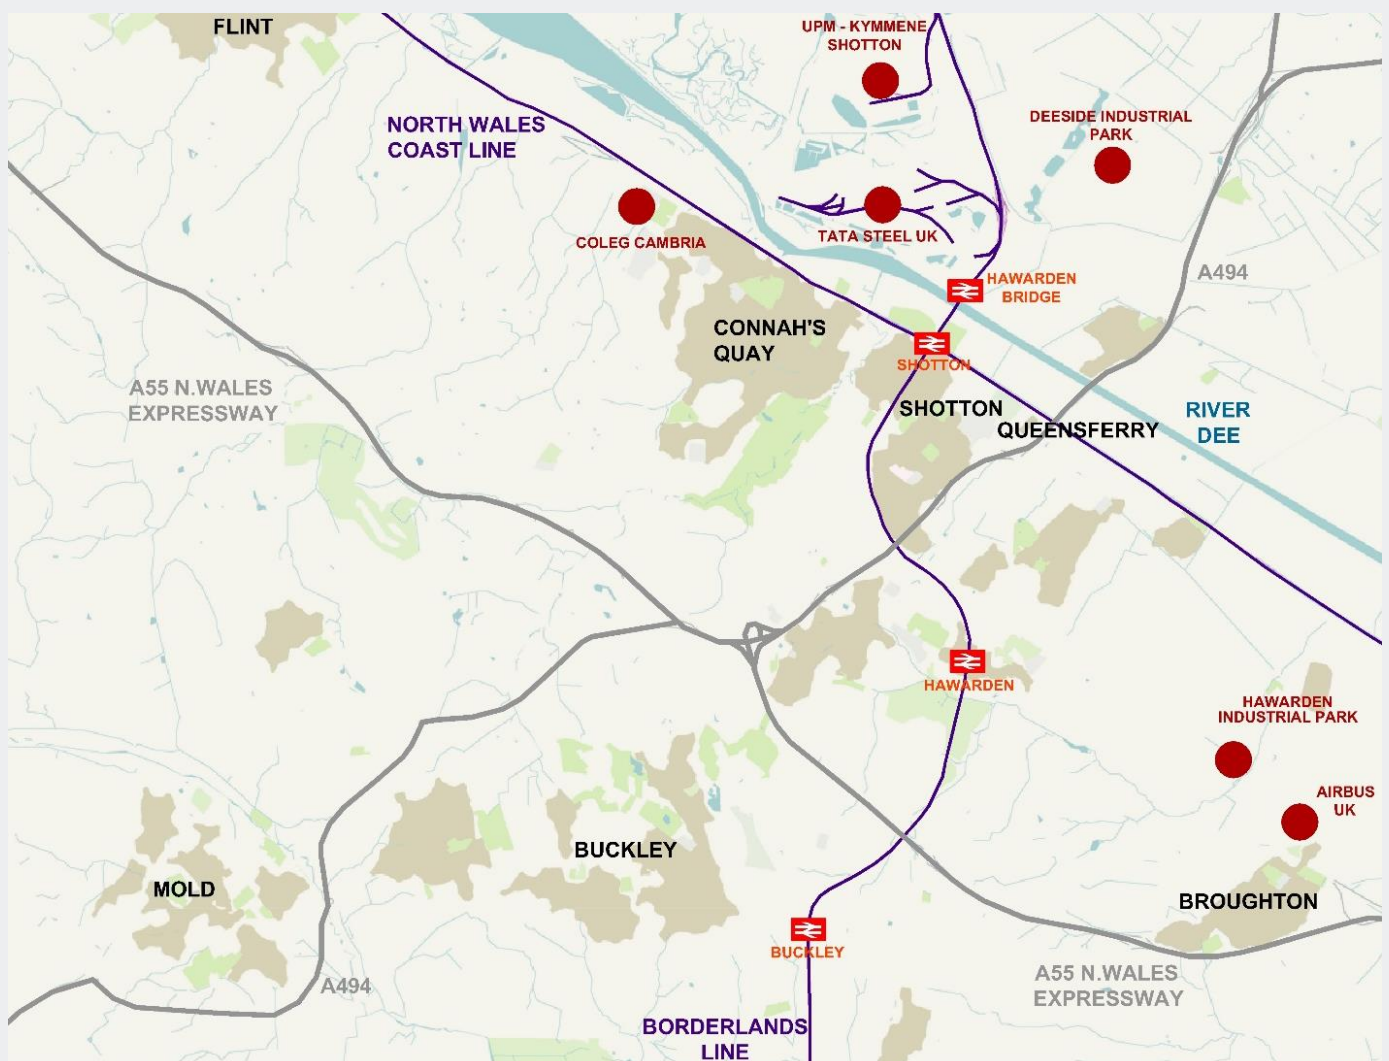 FLINT
UPM - KYMMENE
SHOTTON
NORTH WALES
COAST LINE
DEESIDE INDUSTRIAL
PARK
COLEG CAMBRIA
TATA STEEL UK
HAWARDEN
BRIDGE
A494
CONNAH'S
QUAY
SHOTTON
A55 N.WALES
EXPRESSWAY
SHOTTON
QUEENSFERRY
RIVER
DEE
HAWARDEN
HAWARDEN
INDUSTRIAL PARK
AIRBUS
UK
BUCKLEY
MOLD
BROUGHTON
BUCKLEY
A494
A55 N.WALES
EXPRESSWAY
BORDERLANDS
LINE